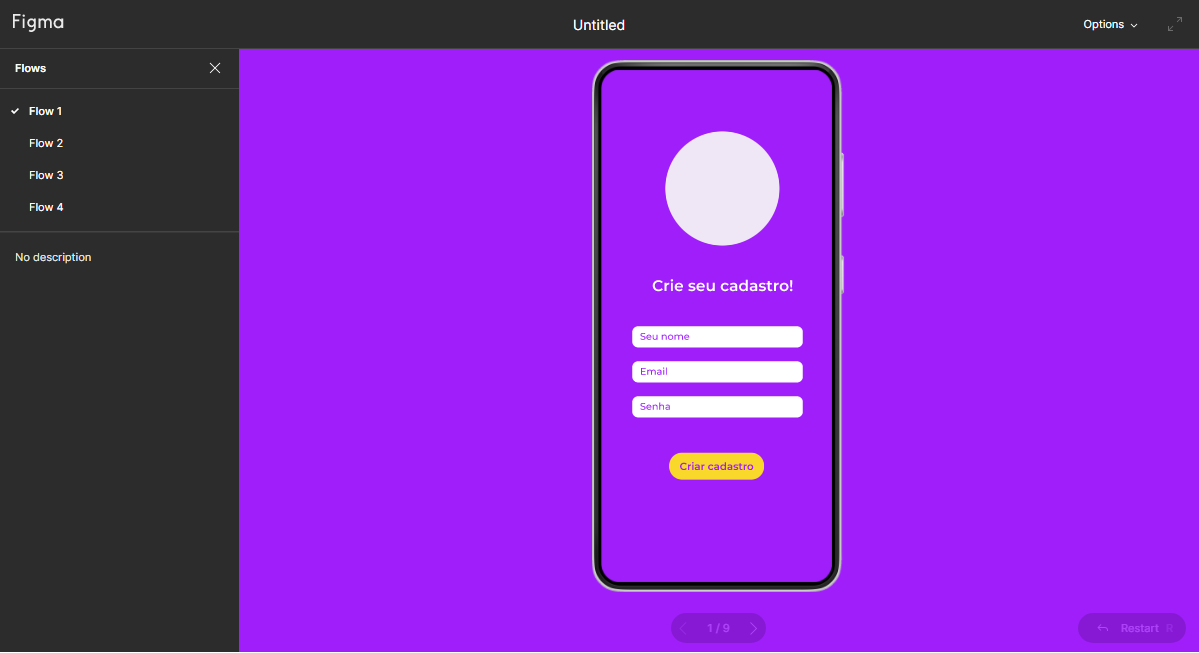 Figma
Untitled
Options
Flows
Flow 1
Flow 2
Flow 3
Flow 4
No description
Crie seu cadastro!
Seu nome
Email
Senha
Criar cadastro
1 / 9
Restart R